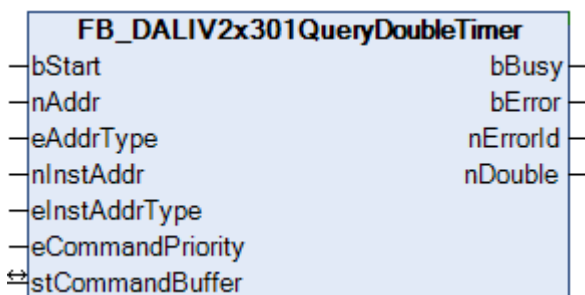 FB_DALIV2x301QueryDoubleTimer
bStart bBusy
nAddr bError
eAddrType nErrorId
nInstAddr nDouble
eInstAddrType
eCommandPriority
stCommandBuffer